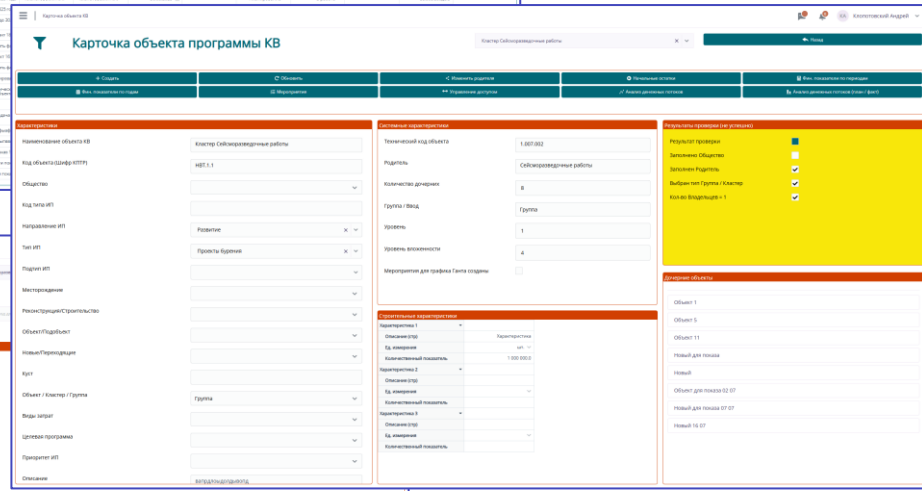 Карточка объекта КВ
КА Колпотовский Андрей
Карточка объекта программы КВ
Кластер Сейсморазведочные работы
Назад
+ Создать
Обновить
Изменить родителя
Начальные остатки
Фин. показатели по периодам
Фин. показатели по годам
Мероприятия
Управление доступом
Анализ денежных потоков
Анализ денежных потоков (план / факт)
Характеристики
Наименование объекта КВ
Кластер Сейсморазведочные работы
Код объекта (Шифр КПТР)
НВТ.1.1
Общество
Код типа ИП
Направление ИП
Развитие
Тип ИП
Проекты бурения
Подтип ИП
Месторождение
Реконструкция/Строительство
Объект/Подобъект
Новые/Переходящие
Куст
Объект / Кластер / Группа
Группа
Виды затрат
Целевая программа
Приоритет ИП
Описание
Системные характеристики
Технический код объекта
1.007.002
Родитель
Сейсморазведочные работы
Количество дочерних
8
Группа / Ввод
Группа
Уровень
1
Уровень вложенности
4
Мероприятия для графика Ганта созданы
Строительные характеристики
Характеристика 1
Описание (стр)
Характеристика
Ед. измерения
шт
Количественный показатель
1 000 000,0
Характеристика 2
Описание (стр)
Ед. измерения
Количественный показатель
Характеристика 3
Описание (стр)
Ед. измерения
Количественный показатель
Результаты проверки (не успешно)
Результат проверки
Заполнено Общество
Заполнен Родитель
Выбран тип Группа / Кластер
Кол-во Владельцев = 1
Дочерние объекты
Объект 1
Объект 5
Объект 11
Новый для показа
Новый
Объект для показа 02 07
Новый для показа 07 07
Новый 16 07